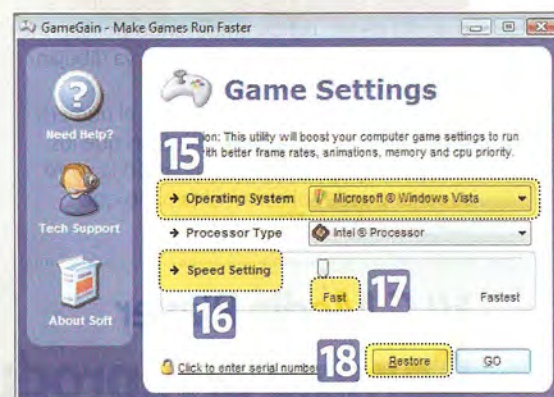 GameGain - Make Games Run Faster
Need Help?
Tech Support
About Soft
Game Settings
This utility will boost your computer game settings to run
better frame rates, animations, memory and cpu priority.
15
→ Operating System Microsoft ® Windows Vista
→ Processor Type Intel ® Processor
→ Speed Setting
Fast Fastest
16
17
Click to enter serial
18
Restore GO